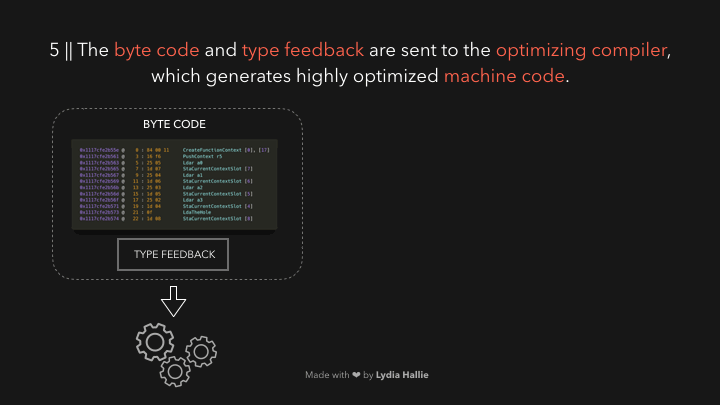 5 || The byte code and type feedback are sent to the optimizing compiler,
which generates highly optimized machine code.
BYTE CODE
0x1117cfe2b55e @ 0 : 84 00 11 CreateFunctionContext [0], [17]
0x1117cfe2b561 @ 3 : 16 f6 PushContext r5
0x1117cfe2b563 @ 5 : 25 05 Ldar a0
0x1117cfe2b565 @ 7 : 1d 07 StaCurrentContextSlot [7]
0x1117cfe2b567 @ 9 : 25 04 Ldar a1
0x1117cfe2b569 @ 11 : 1d 06 StaCurrentContextSlot [6]
0x1117cfe2b56b @ 13 : 25 03 Ldar a2
0x1117cfe2b56d @ 15 : 1d 05 StaCurrentContextSlot [5]
0x1117cfe2b56f @ 17 : 25 02 Ldar a3
0x1117cfe2b571 @ 19 : 1d 04 StaCurrentContextSlot [4]
0x1117cfe2b573 @ 21 : 0f LdaTheHole
0x1117cfe2b574 @ 22 : 1d 08 StaCurrentContextSlot [8]
TYPE FEEDBACK
Made with ❤ by Lydia Hallie